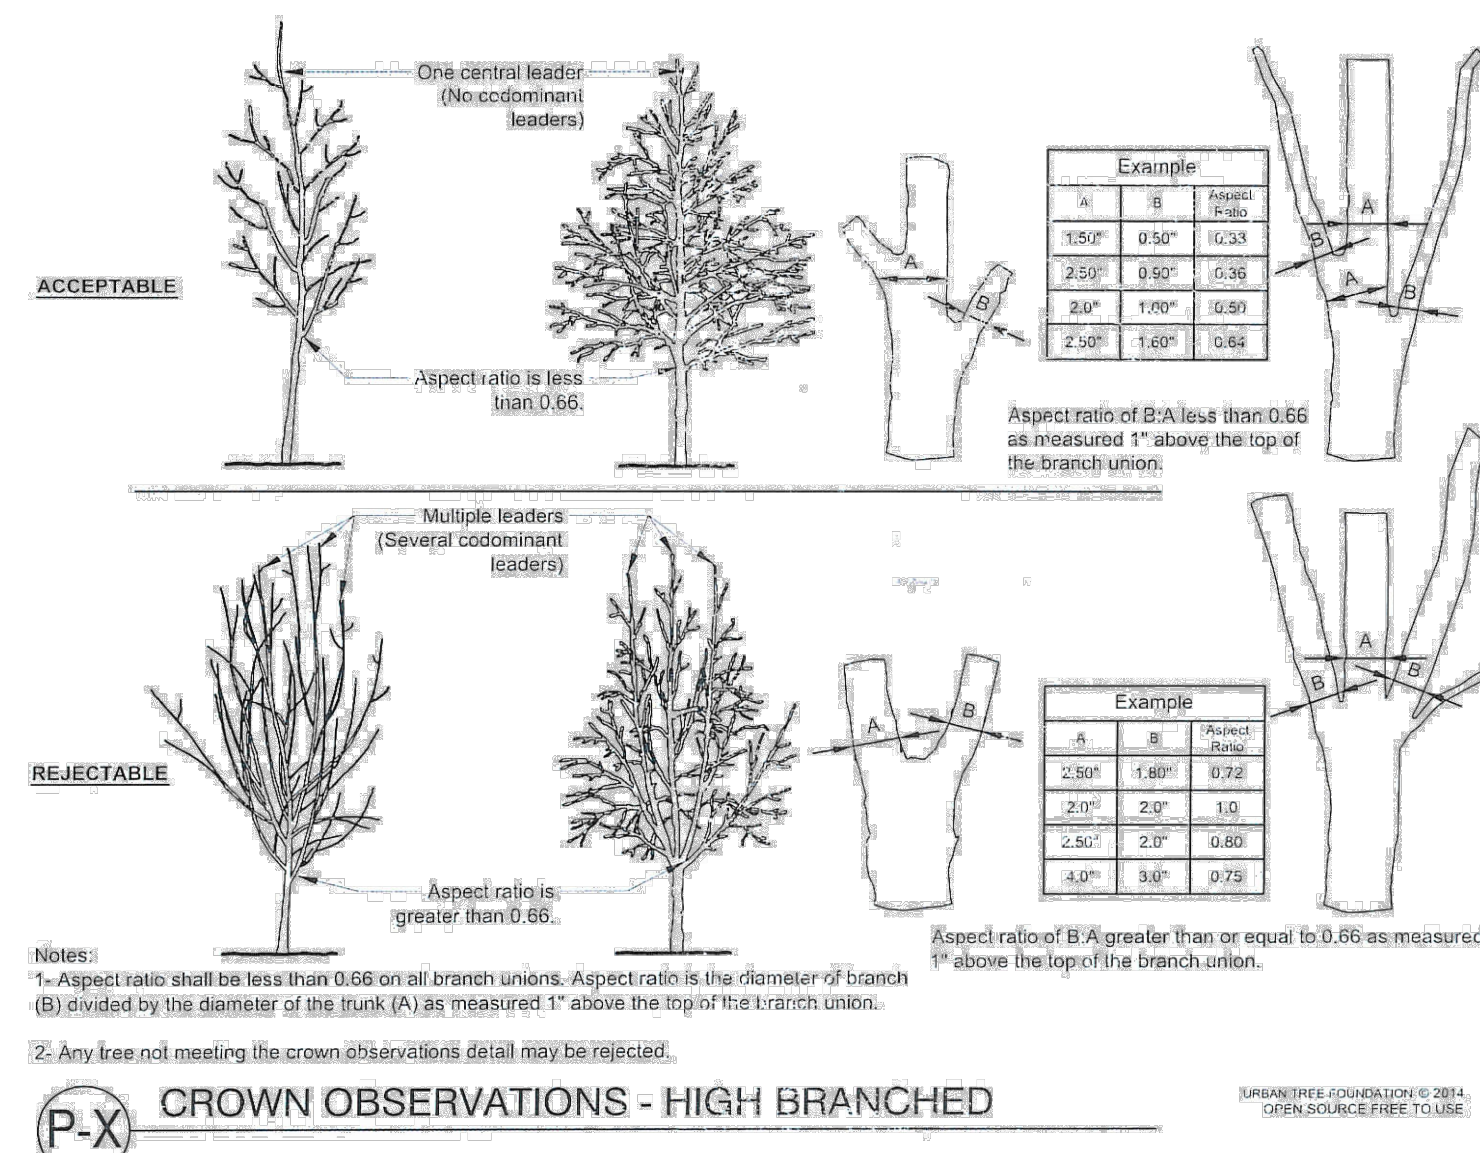 One central leader
(No codominant
leaders)
ACCEPTABLE
Aspect ratio is less
than 0.66.
A
B
Example
A B Aspect
Ratio
1.50" 0.50" 0.33
2.50" 0.90" 0.36
2.0" 1.00" 0.50
2.50" 1.60" 0.64
A
B
A
B
Aspect ratio of B:A less than 0.66
as measured 1" above the top of
the branch union.
Multiple leaders
(Several codominant
leaders)
REJECTABLE
Aspect ratio is
greater than 0.66.
A
B
Example
A B Aspect
Ratio
2.50" 1.80" 0.72
2.0" 2.0" 1.0
2.50" 2.0" 0.80
4.0" 3.0" 0.75
A
B
B
Aspect ratio of B:A greater than or equal to 0.66 as measured
1" above the top of the branch union.
Notes:
1- Aspect ratio shall be less than 0.66 on all branch unions. Aspect ratio is the diameter of branch
(B) divided by the diameter of the trunk (A) as measured 1" above the top of the branch union.
2- Any tree not meeting the crown observations detail may be rejected.
P-X
CROWN OBSERVATIONS - HIGH BRANCHED
URBAN TREE FOUNDATION © 2014
OPEN SOURCE FREE TO USE